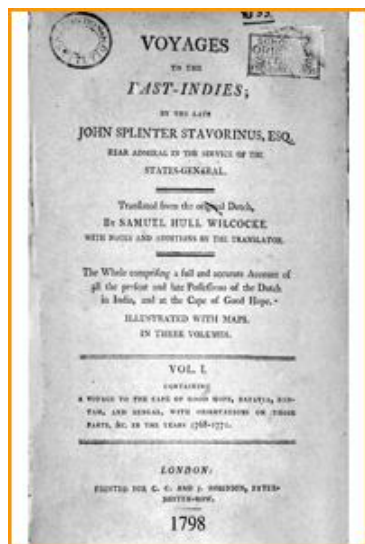 VOYAGES
TO THE
EAST-INDIES;
BY THE LATE
JOHN SPLINTER STAVORINUS, ESQ.
REAR ADMIRAL IN THE SERVICE OF THE
STATES-GENERAL.
Translated from the original Dutch,
BY SAMUEL HULL WILCOCKE.
WITH NOTES AND ADDITIONS BY THE TRANSLATOR.
The Whole comprising a full and accurate Account of
all the present and late Possessions of the Dutch
in India, and at the Cape of Good Hope.
ILLUSTRATED WITH MAPS.
IN THREE VOLUMES.
VOL. I.
CONTAINING
A VOYAGE TO THE CAPE OF GOOD HOPE, BATAVIA, BAN-
TAM, AND BENGAL, WITH OBSERVATIONS ON THOSE
PARTS, &c. IN THE YEARS 1768-1771.
LONDON:
PRINTED FOR G. G. AND J. ROBINSON, PATER-
NOSTER-ROW.
1798